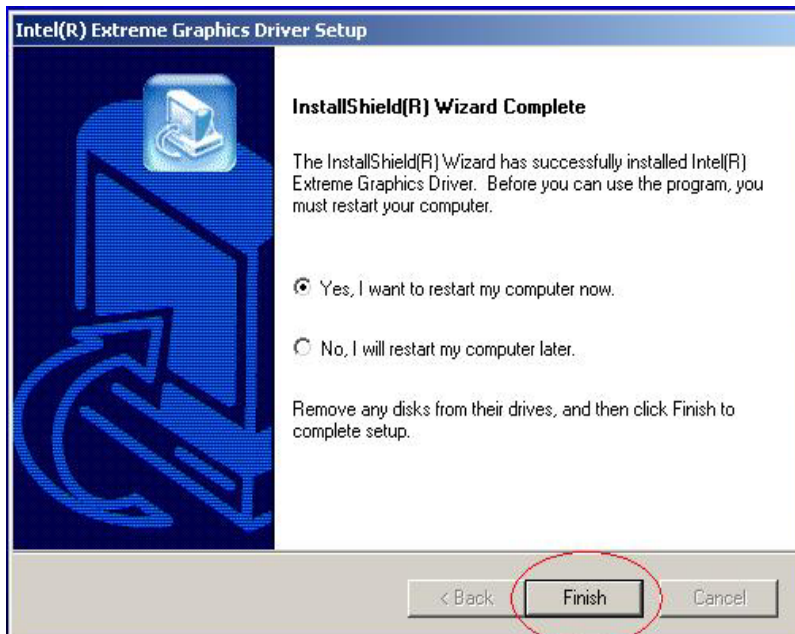 Intel(R) Extreme Graphics Driver Setup
InstallShield(R) Wizard Complete
The InstallShield(R) Wizard has successfully installed Intel(R)
Extreme Graphics Driver.  Before you can use the program, you
must restart your computer.
Yes, I want to restart my computer now.
No, I will restart my computer later.
Remove any disks from their drives, and then click Finish to
complete setup.
< Back
Finish
Cancel